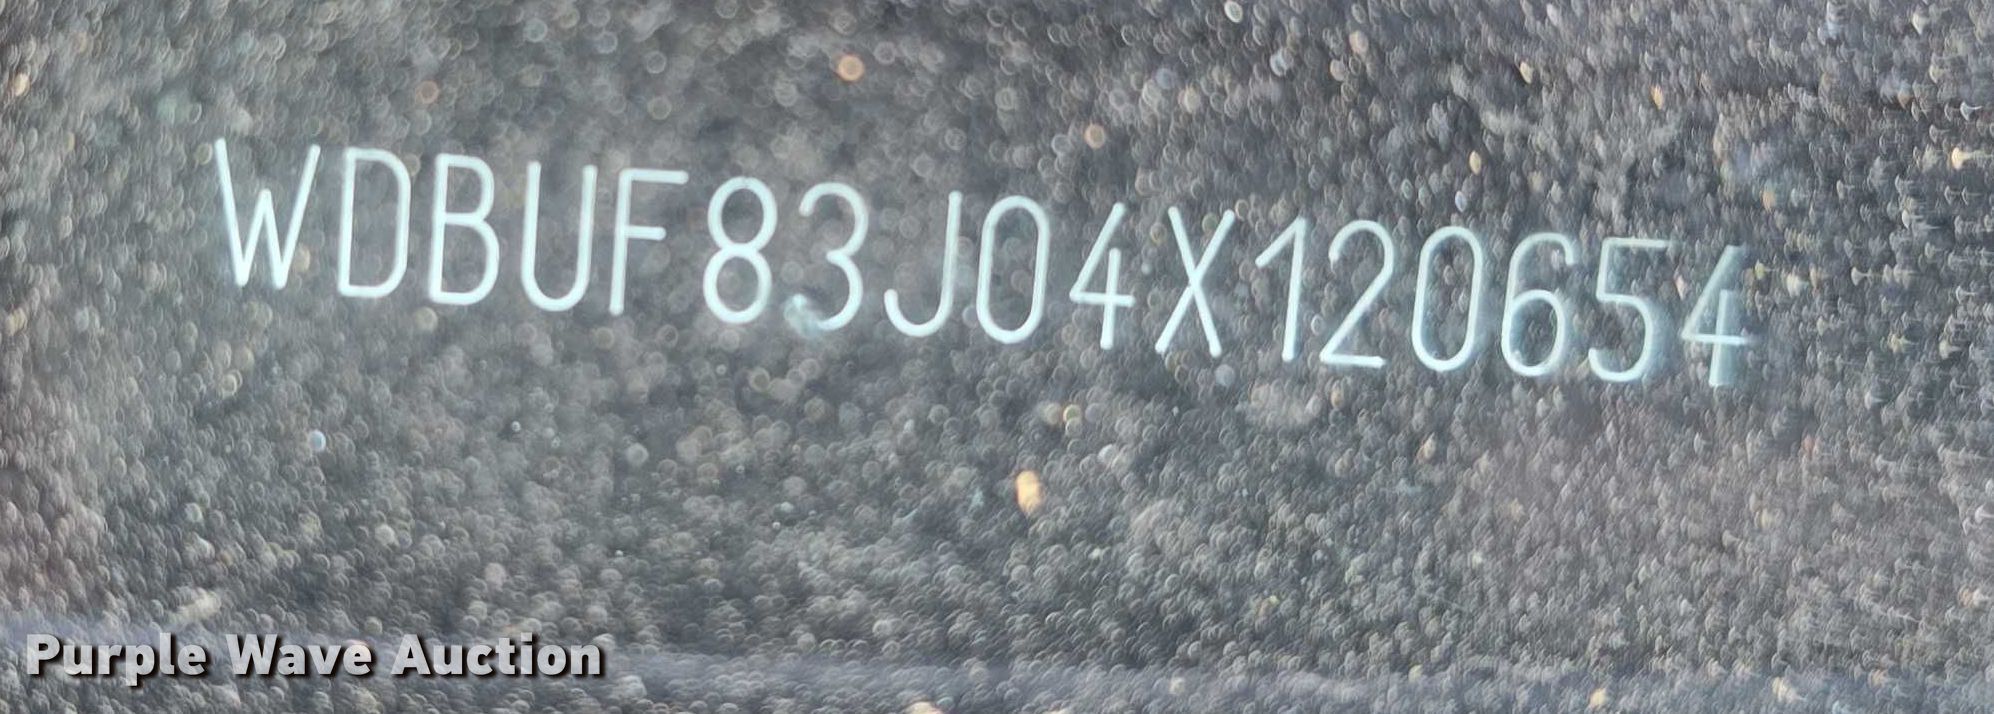 WDBUF83J04X120654
Purple Wave Auction